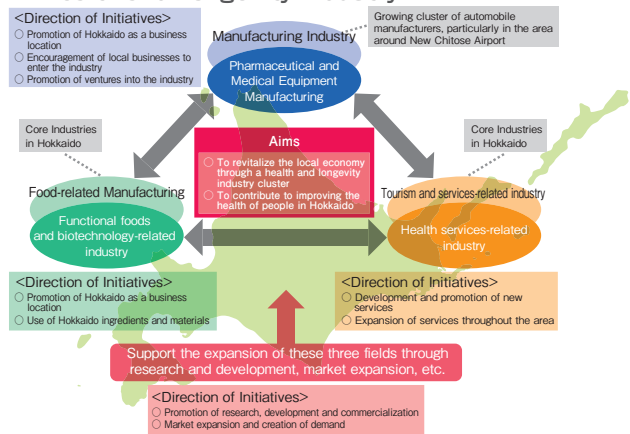 <Direction of Initiatives>
○ Promotion of Hokkaido as a business
location
○ Encouragement of local businesses to
enter the industry
○ Promotion of ventures into the industry
Growing cluster of automobile
manufacturers, particularly in the area
around New Chitose Airport
Manufacturing Industry
Pharmaceutical and
Medical Equipment
Manufacturing
Core Industries
in Hokkaido
Aims
○ To revitalize the local economy
through a health and longevity
industry cluster
○ To contribute to improving the
health of people in Hokkaido
Core Industries
in Hokkaido
Food-related Manufacturing
Functional foods
and biotechnology-related
industry
Tourism and services-related industry
Health services-related
industry
<Direction of Initiatives>
○ Promotion of Hokkaido as a business
location
○ Use of Hokkaido ingredients and materials
<Direction of Initiatives>
○ Development and promotion of new
services
○ Expansion of services throughout the area
Support the expansion of these three fields through
research and development, market expansion, etc.
<Direction of Initiatives>
○ Promotion of research, development and commercialization
○ Market expansion and creation of demand